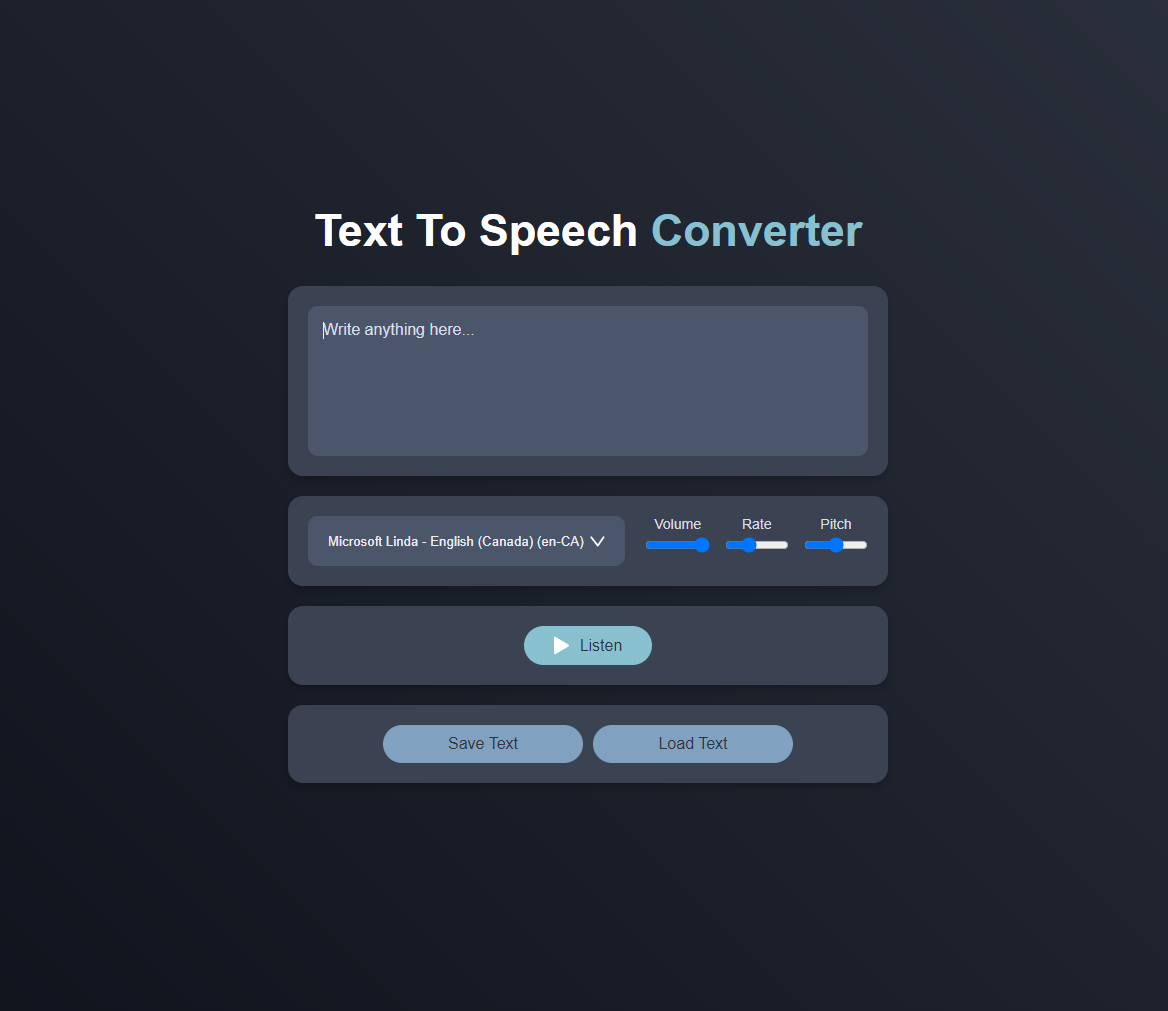 Text To Speech Converter
Write anything here...
Microsoft Linda - English (Canada) (en-CA)
Volume Rate Pitch
Listen
Save Text Load Text